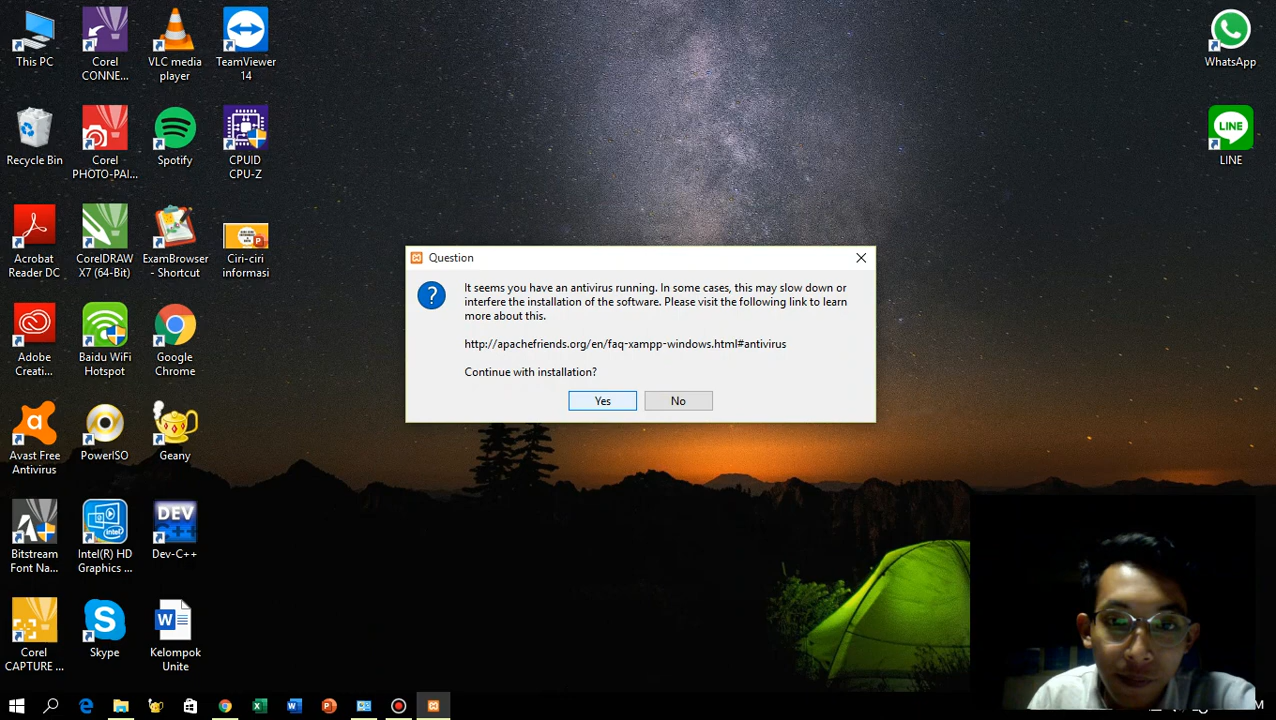 This PC
Corel
CONNE...
VLC media
player
TeamViewer
14
WhatsApp
Recycle Bin
Corel
PHOTO-PAI...
Spotify
CPUID
CPU-Z
LINE
LINE
Acrobat
Reader DC
CorelDRAW
X7 (64-Bit)
ExamBrowser
- Shortcut
Ciri-ciri
informasi
Question
It seems you have an antivirus running. In some cases, this may slow down or
interfere the installation of the software. Please visit the following link to learn
more about this.
http://apachefriends.org/en/faq-xampp-windows.html#antivirus
Continue with installation?
Yes
No
Adobe
Creati...
Baidu WiFi
Hotspot
Google
Chrome
Avast Free
Antivirus
PowerISO
Geany
Bitstream
Font Na...
Intel(R) HD
Graphics ...
DEV
Dev-C++
Corel
CAPTURE ...
Skype
Kelompok
Unite